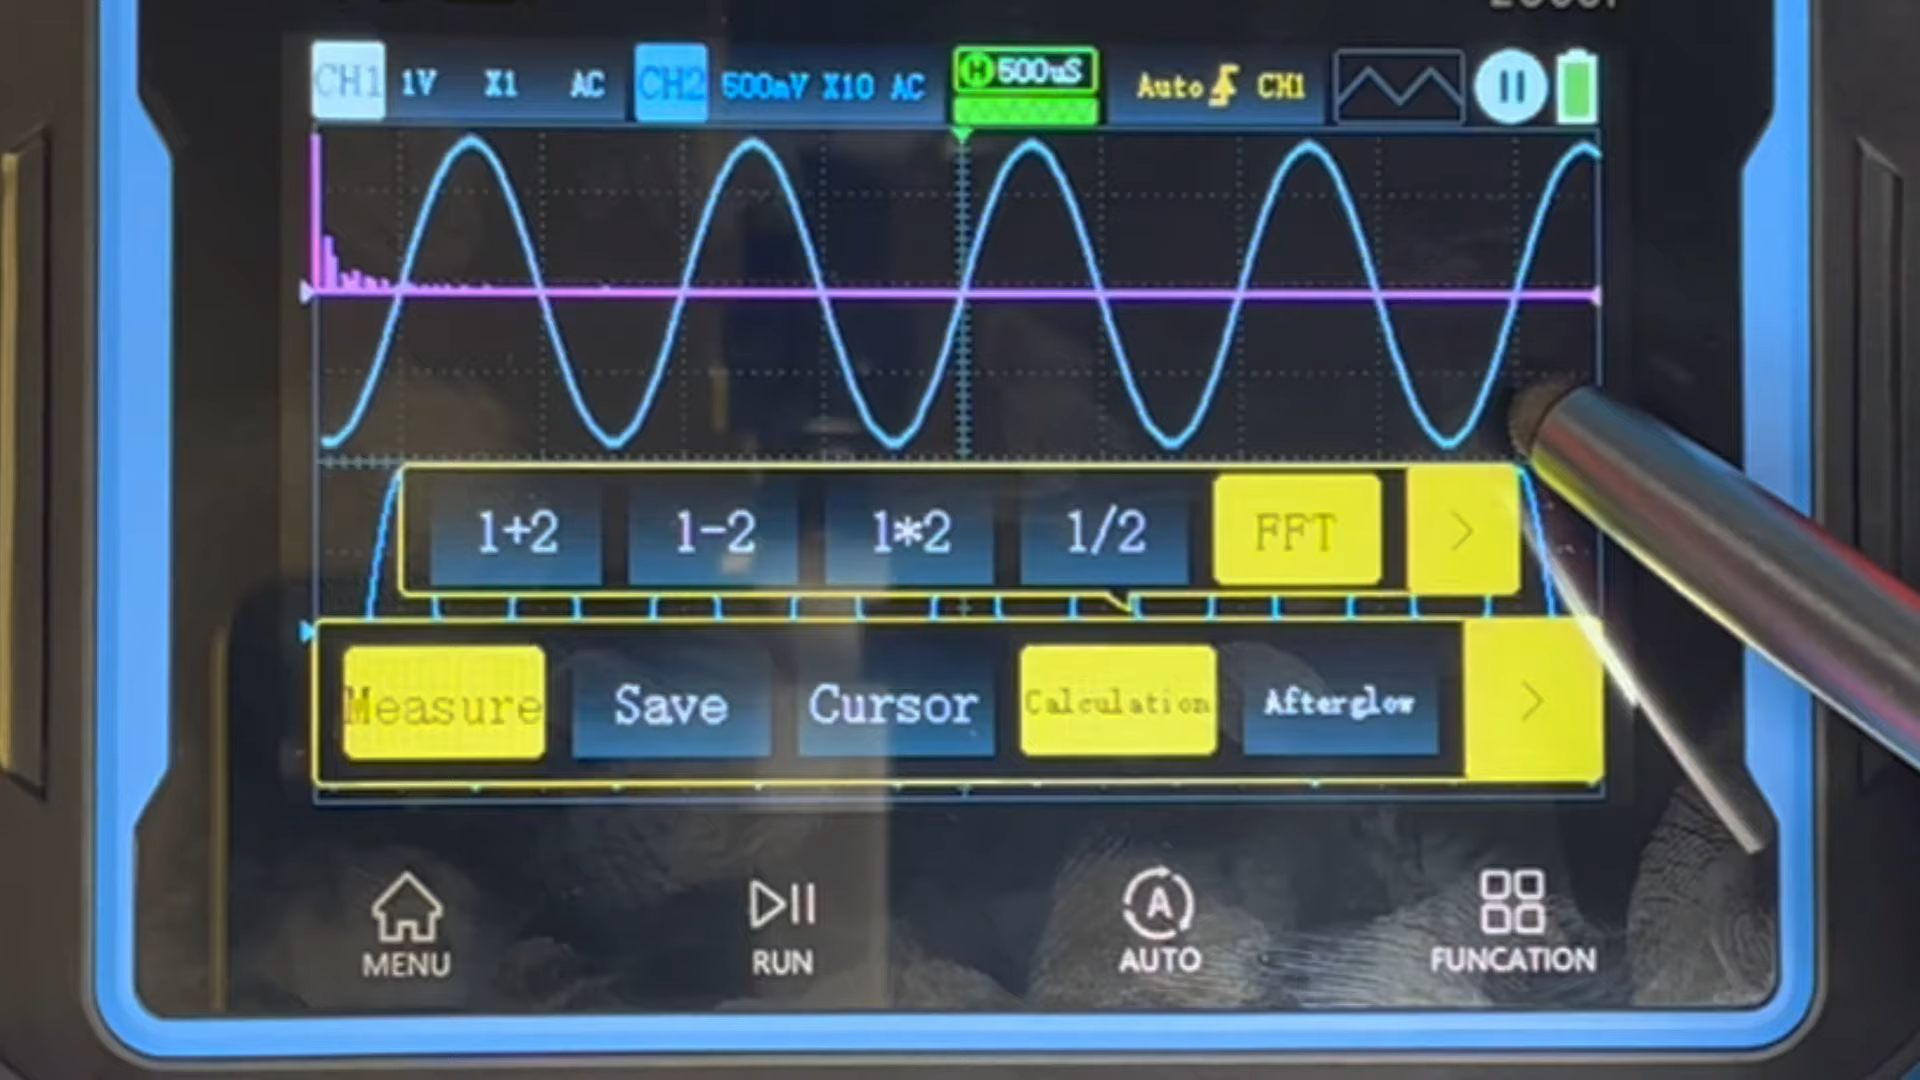 CH1 1V X1 AC CH2 500mV X10 AC H 500uS Auto CH1
1+2 1-2 1*2 1/2 FFT >
Measure Save Cursor Calculation Afterglow >
A
MENU RUN AUTO FUNCATION